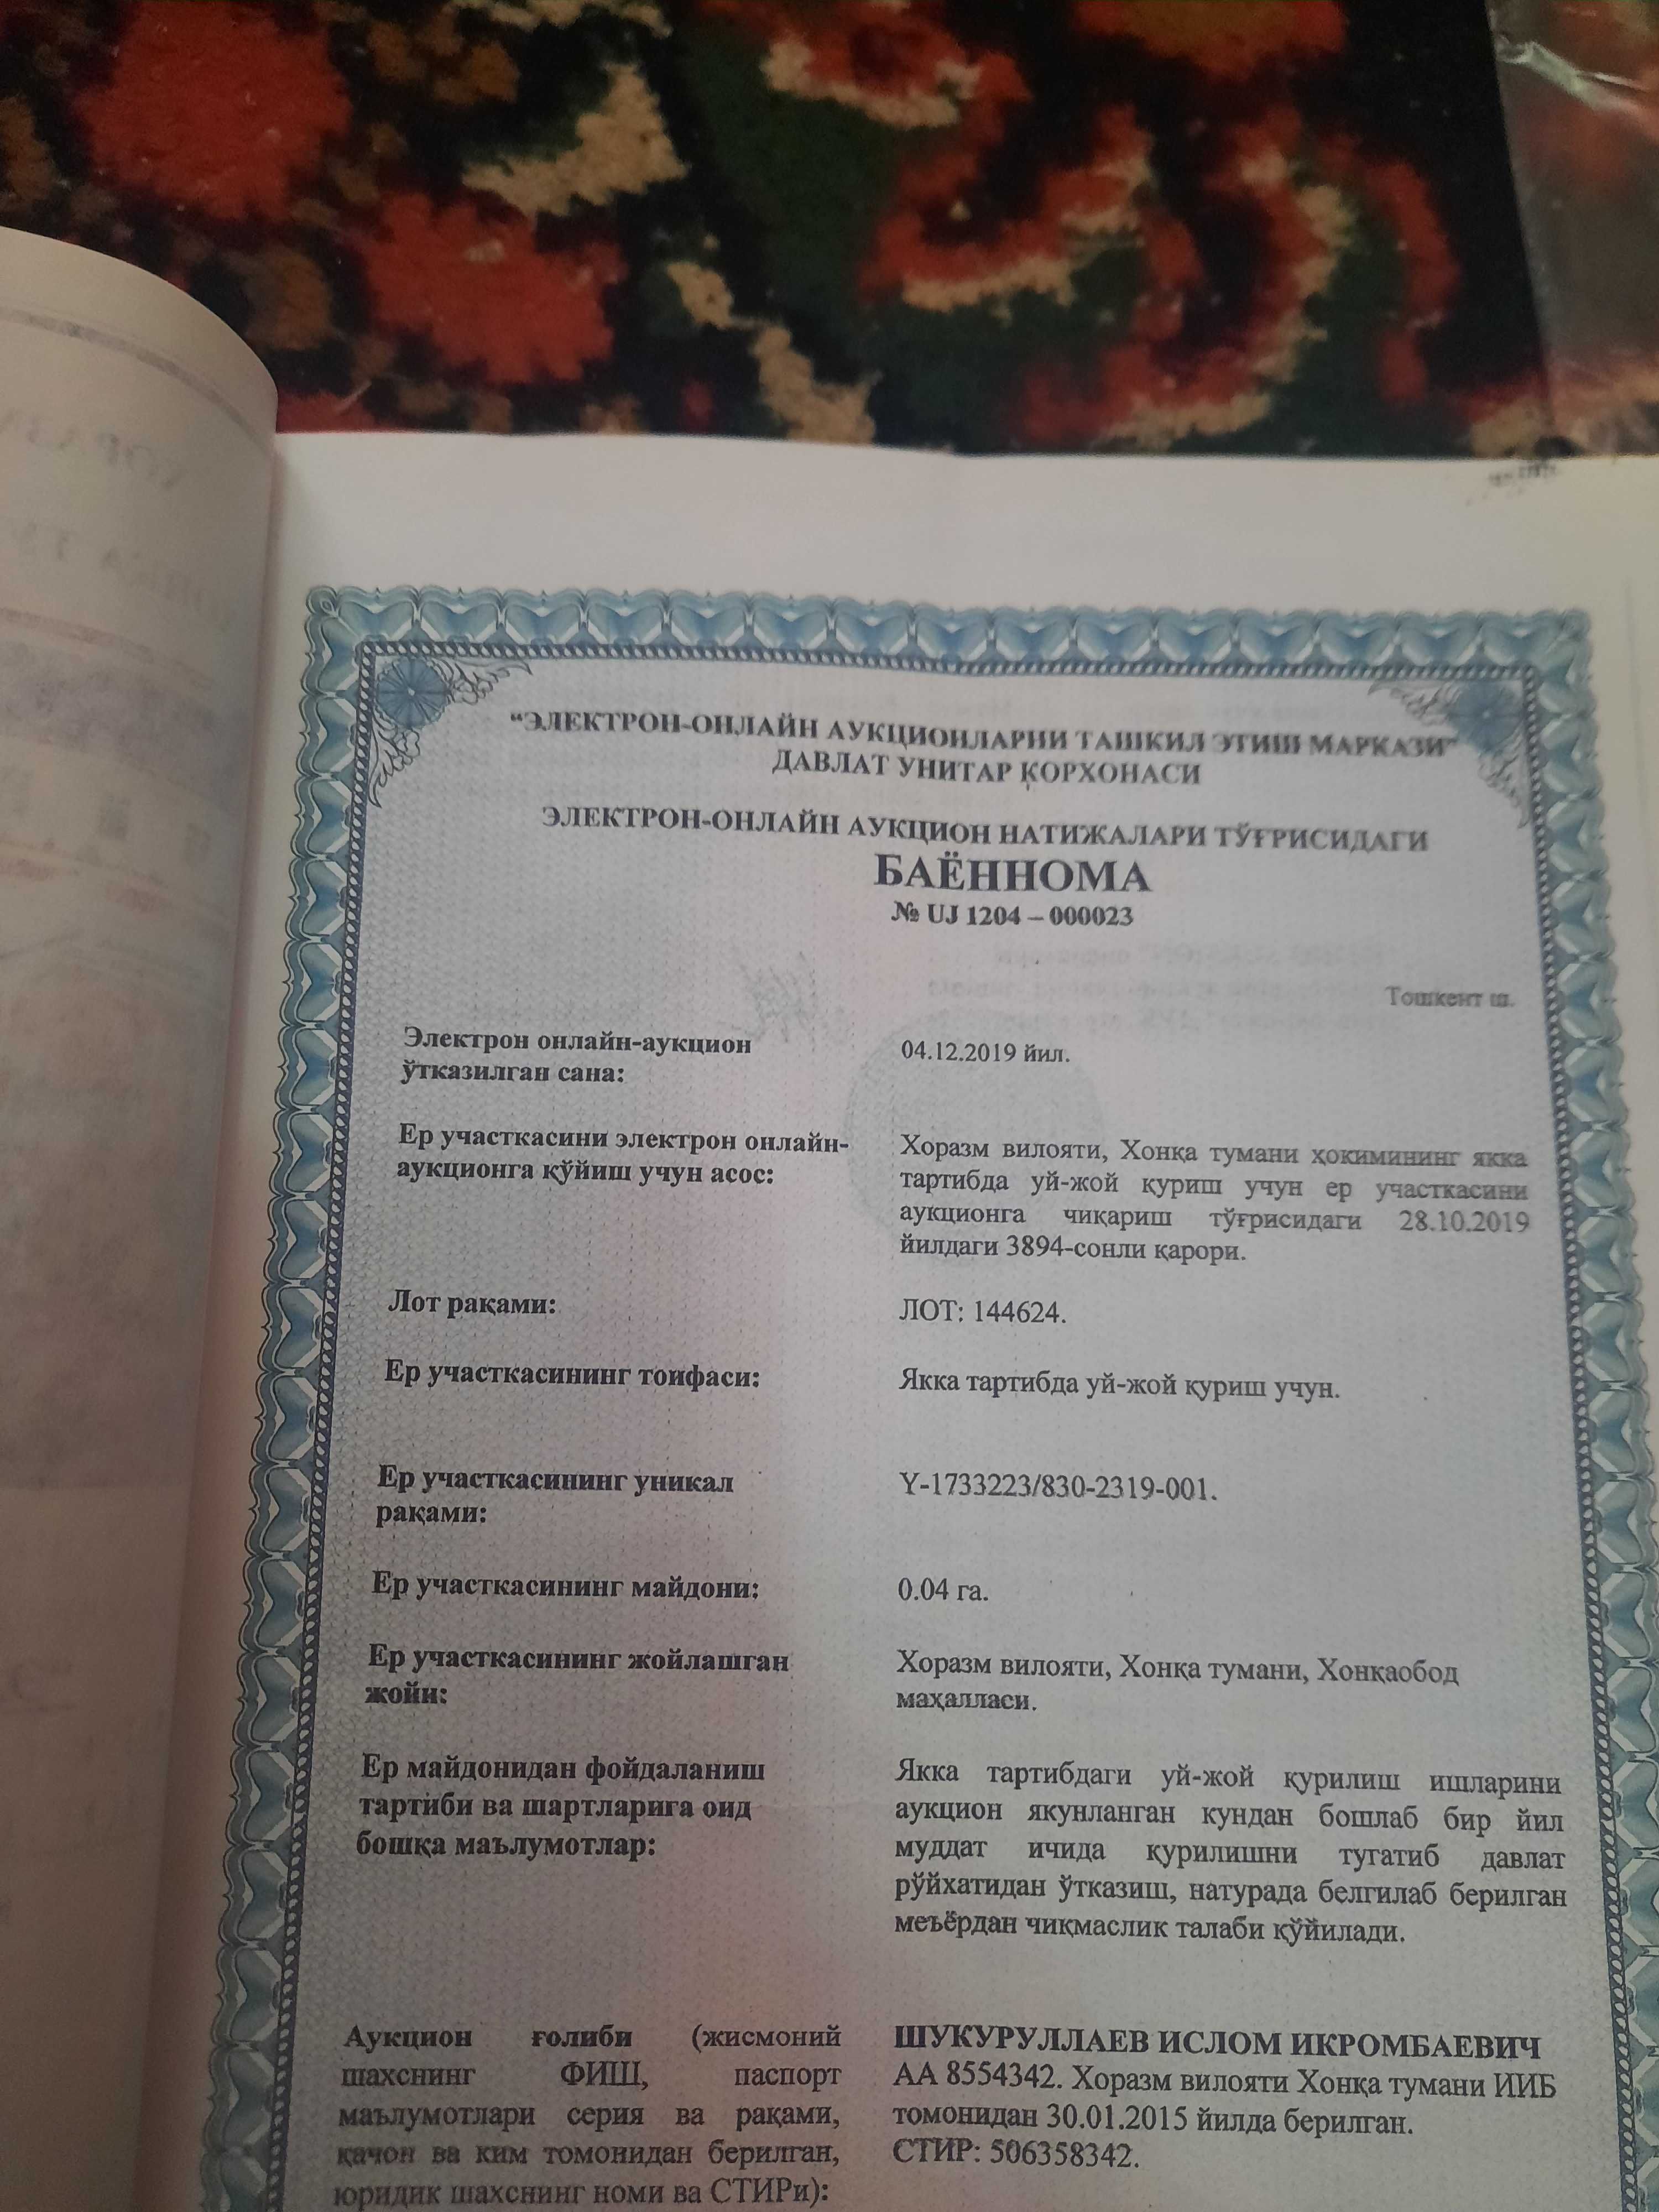 “ЭЛЕКТРОН-ОНЛАЙН АУКЦИОНЛАРНИ ТАШКИЛ ЭТИШ МАРКАЗИ”
ДАВЛАТ УНИТАР ҚОРХОНАСИ
ЭЛЕКТРОН-ОНЛАЙН АУКЦИОН НАТИЖАЛАРИ ТЎҒРИСИДАГИ
БАЁННОМА
№ UJ 1204 – 000023
Тошкент ш.
Электрон онлайн-аукцион
ўтказилган сана:
04.12.2019 йил.
Ер участкасини электрон онлайн-
аукционга қўйиш учун асос:
Хоразм вилояти, Хонқа тумани ҳокимининг якка
тартибда уй-жой қуриш учун ер участкасини
аукционга чиқариш тўғрисидаги 28.10.2019
йилдаги 3894-сонли қарори.
Лот рақами:
ЛОТ: 144624.
Ер участкасининг тоифаси:
Якка тартибда уй-жой қуриш учун.
Ер участкасининг уникал
рақами:
Y-1733223/830-2319-001.
Ер участкасининг майдони:
0.04 га.
Ер участкасининг жойлашган
жойи:
Хоразм вилояти, Хонқа тумани, Хонқаобод
маҳалласи.
Ер майдонидан фойдаланиш
тартиби ва шартларига оид
бошқа маълумотлар:
Якка тартибдаги уй-жой қурилиш ишларини
аукцион якунланган кундан бошлаб бир йил
муддат ичида қурилишни тугатиб давлат
рўйхатидан ўтказиш, натурада белгилаб берилган
меъёрдан чиқмаслик талаби қўйилади.
Аукцион ғолиби (жисмоний
шахснинг ФИШ, паспорт
маълумотлари серия ва рақами,
қачон ва ким томонидан берилган,
юридик шахснинг номи ва СТИРи):
ШУКУРУЛЛАЕВ ИСЛОМ ИКРОМБАЕВИЧ
АА 8554342. Хоразм вилояти Хонқа тумани ИИБ
томонидан 30.01.2015 йилда берилган.
СТИР: 506358342.